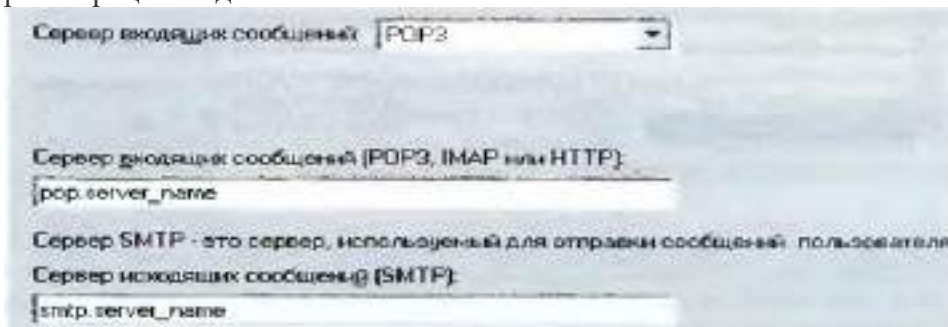 Сервер входящих сообщений POP3
Сервер входящих сообщений (POP3, IMAP или HTTP):
pop.server_name
Сервер SMTP - это сервер, используемый для отправки сообщений пользователя
Сервер исходящих сообщений (SMTP):
smtp.server_name